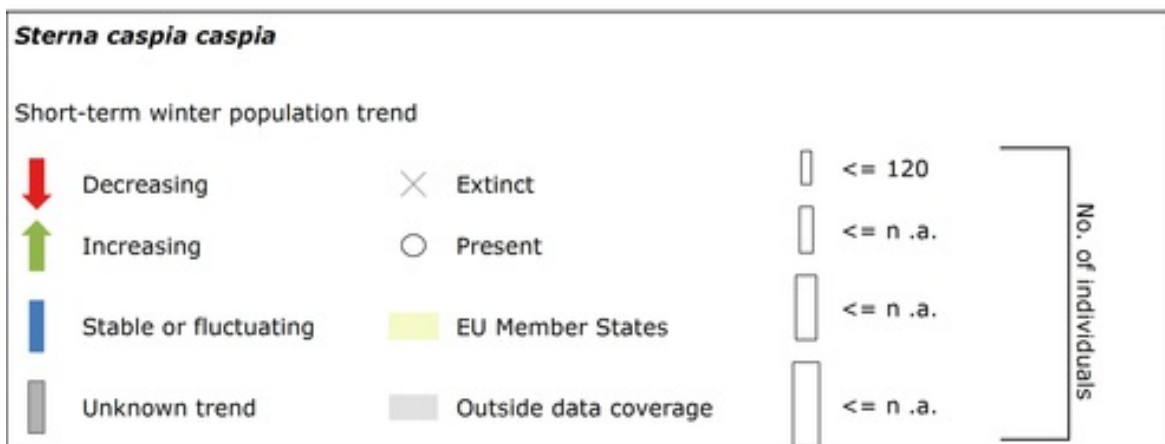 Sterna caspia caspia
Short-term winter population trend
Decreasing
Extinct
<= 120
Increasing
Present
<= n .a.
Stable or fluctuating
EU Member States
<= n .a.
Unknown trend
Outside data coverage
<= n .a.
No. of individuals